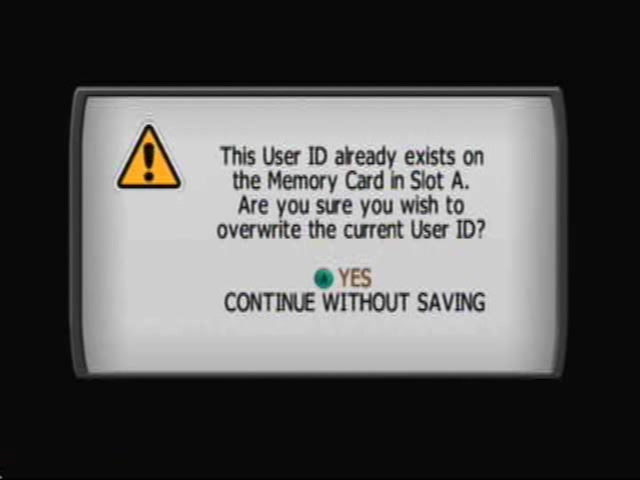 This User ID already exists on
the Memory Card in Slot A.
Are you sure you wish to
overwrite the current User ID?
A YES
CONTINUE WITHOUT SAVING